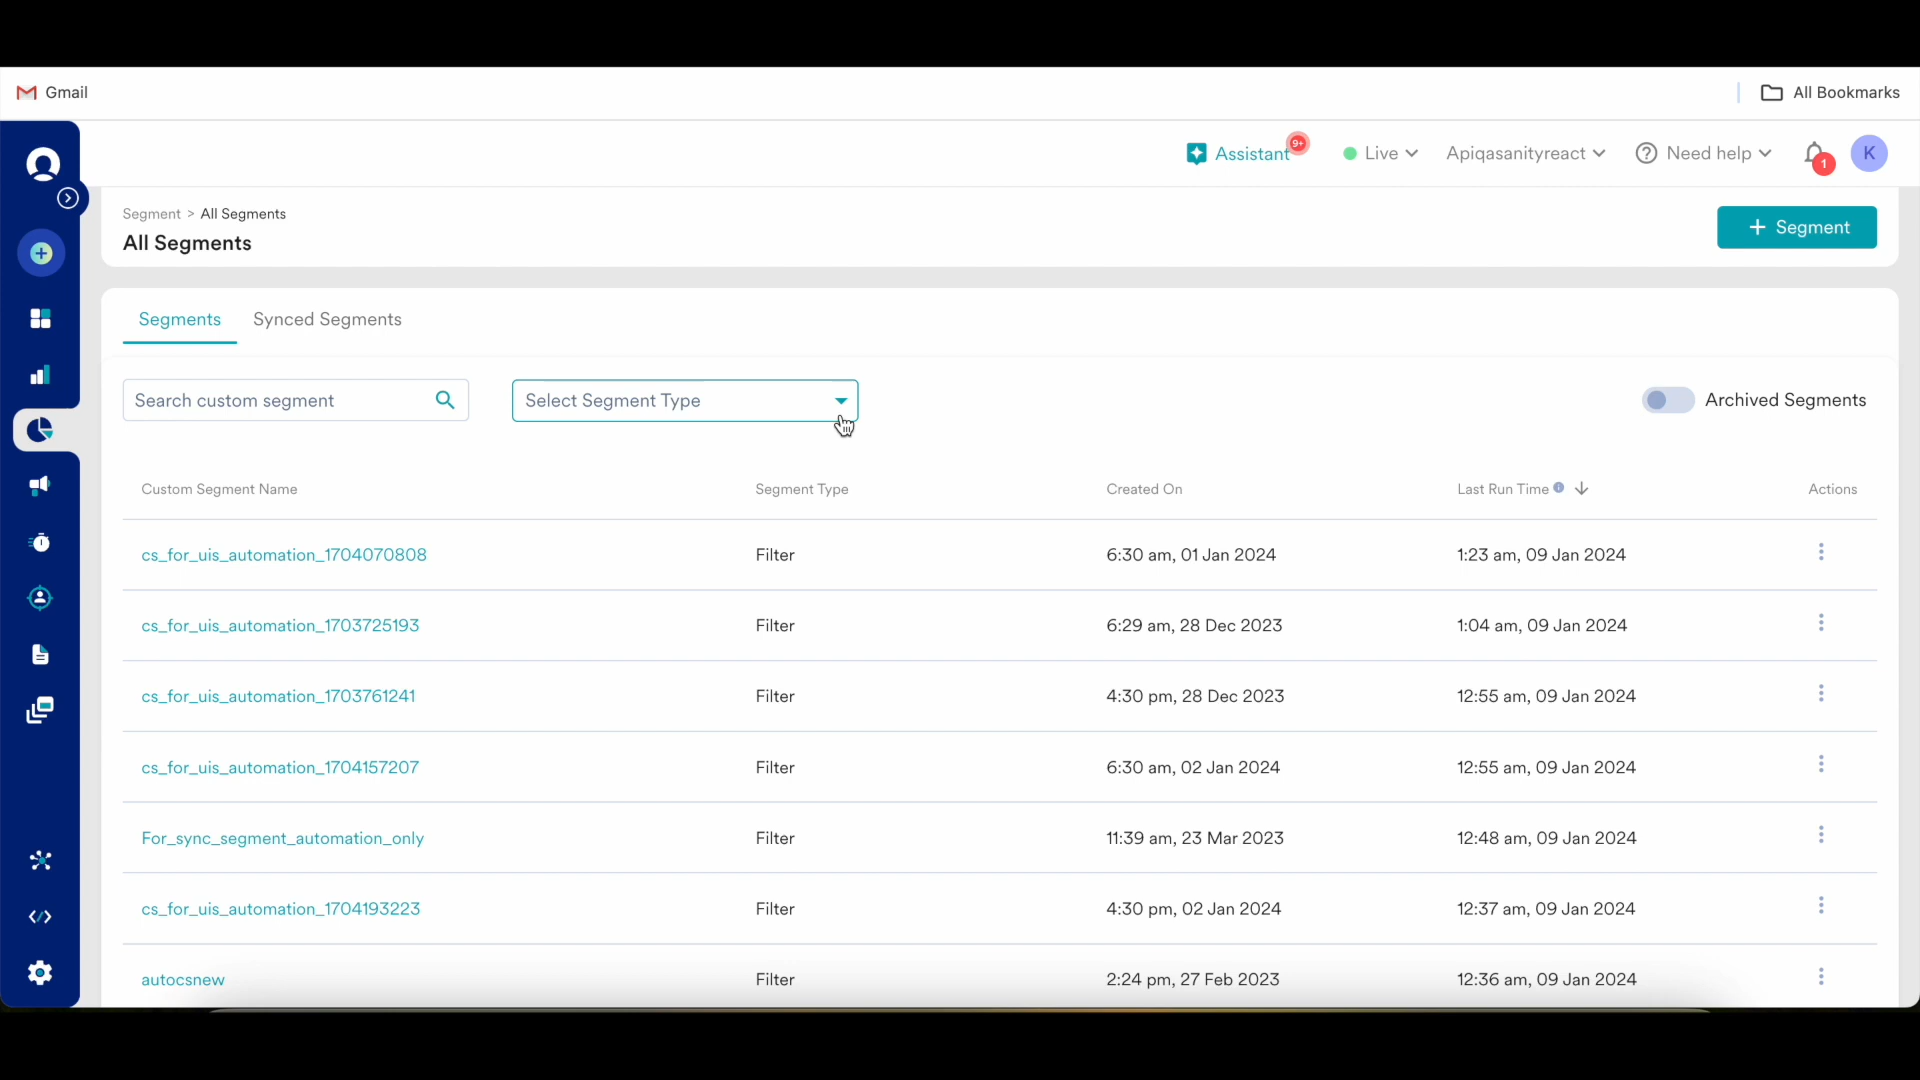 Gmail
All Bookmarks
Assistant 9+
Live
Apiqasanityreact
Need help
1
K
Segment > All Segments
All Segments
+ Segment
Segments
Synced Segments
Search custom segment
Select Segment Type
Archived Segments
Custom Segment Name Segment Type Created On Last Run Time Actions
cs_for_uis_automation_1704070808 Filter 6:30 am, 01 Jan 2024 1:23 am, 09 Jan 2024
cs_for_uis_automation_1703725193 Filter 6:29 am, 28 Dec 2023 1:04 am, 09 Jan 2024
cs_for_uis_automation_1703761241 Filter 4:30 pm, 28 Dec 2023 12:55 am, 09 Jan 2024
cs_for_uis_automation_1704157207 Filter 6:30 am, 02 Jan 2024 12:55 am, 09 Jan 2024
For_sync_segment_automation_only Filter 11:39 am, 23 Mar 2023 12:48 am, 09 Jan 2024
cs_for_uis_automation_1704193223 Filter 4:30 pm, 02 Jan 2024 12:37 am, 09 Jan 2024
autocsnew Filter 2:24 pm, 27 Feb 2023 12:36 am, 09 Jan 2024